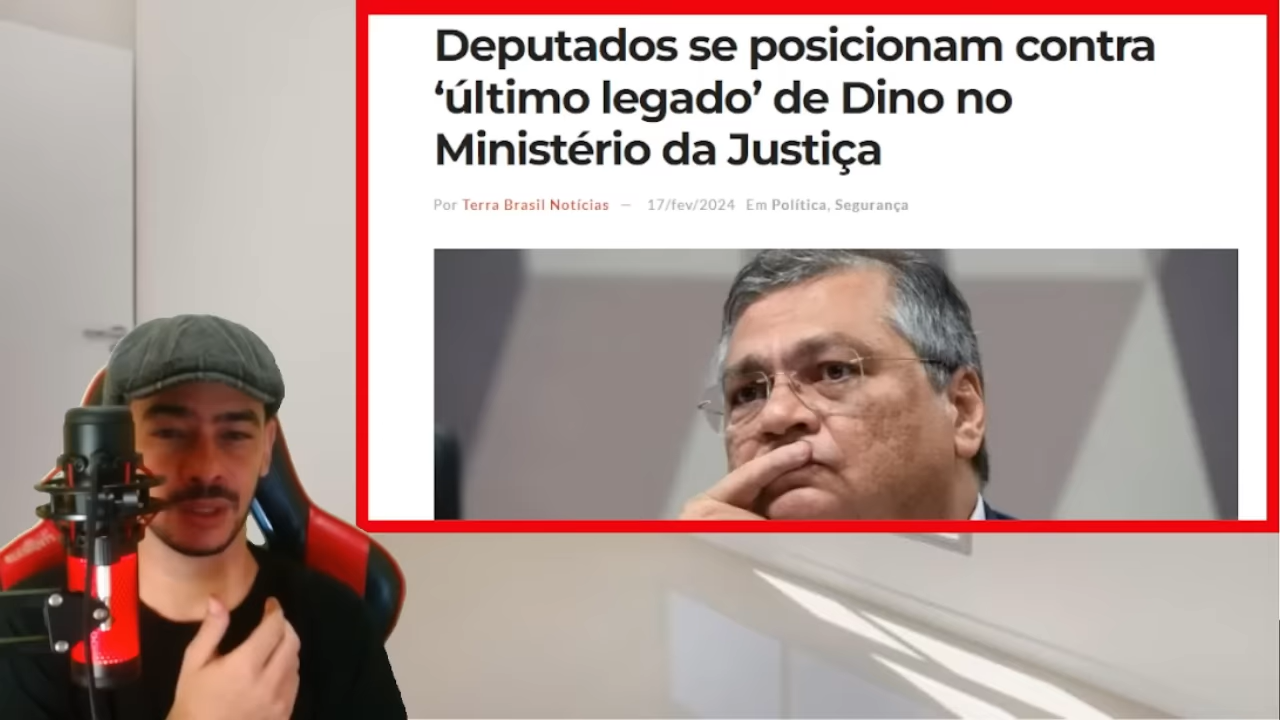 Deputados se posicionam contra
‘último legado’ de Dino no
Ministério da Justiça
Por Terra Brasil Notícias — 17/fev/2024 Em Política, Segurança